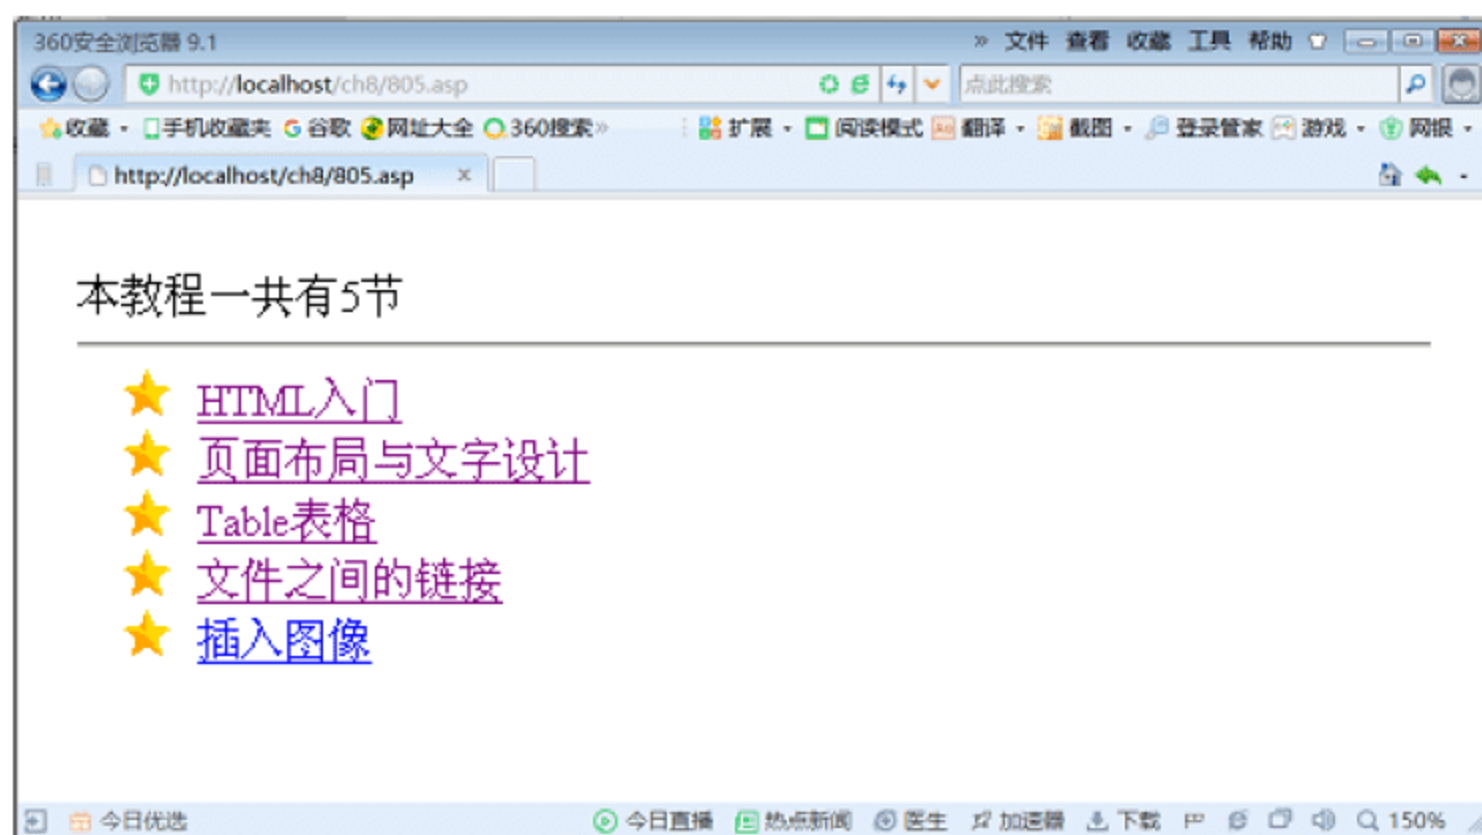 360安全浏览器 9.1 » 文件 查看 收藏 工具 帮助
http://localhost/ch8/805.asp 点此搜索
收藏 手机收藏夹 谷歌 网址大全 360搜索» 扩展 阅读模式 翻译 截图 登录管家 游戏 网银
http://localhost/ch8/805.asp ×
本教程一共有5节
HTML入门
页面布局与文字设计
Table表格
文件之间的链接
插入图像
今日优选 今日直播 热点新闻 医生 加速器 下载 150%